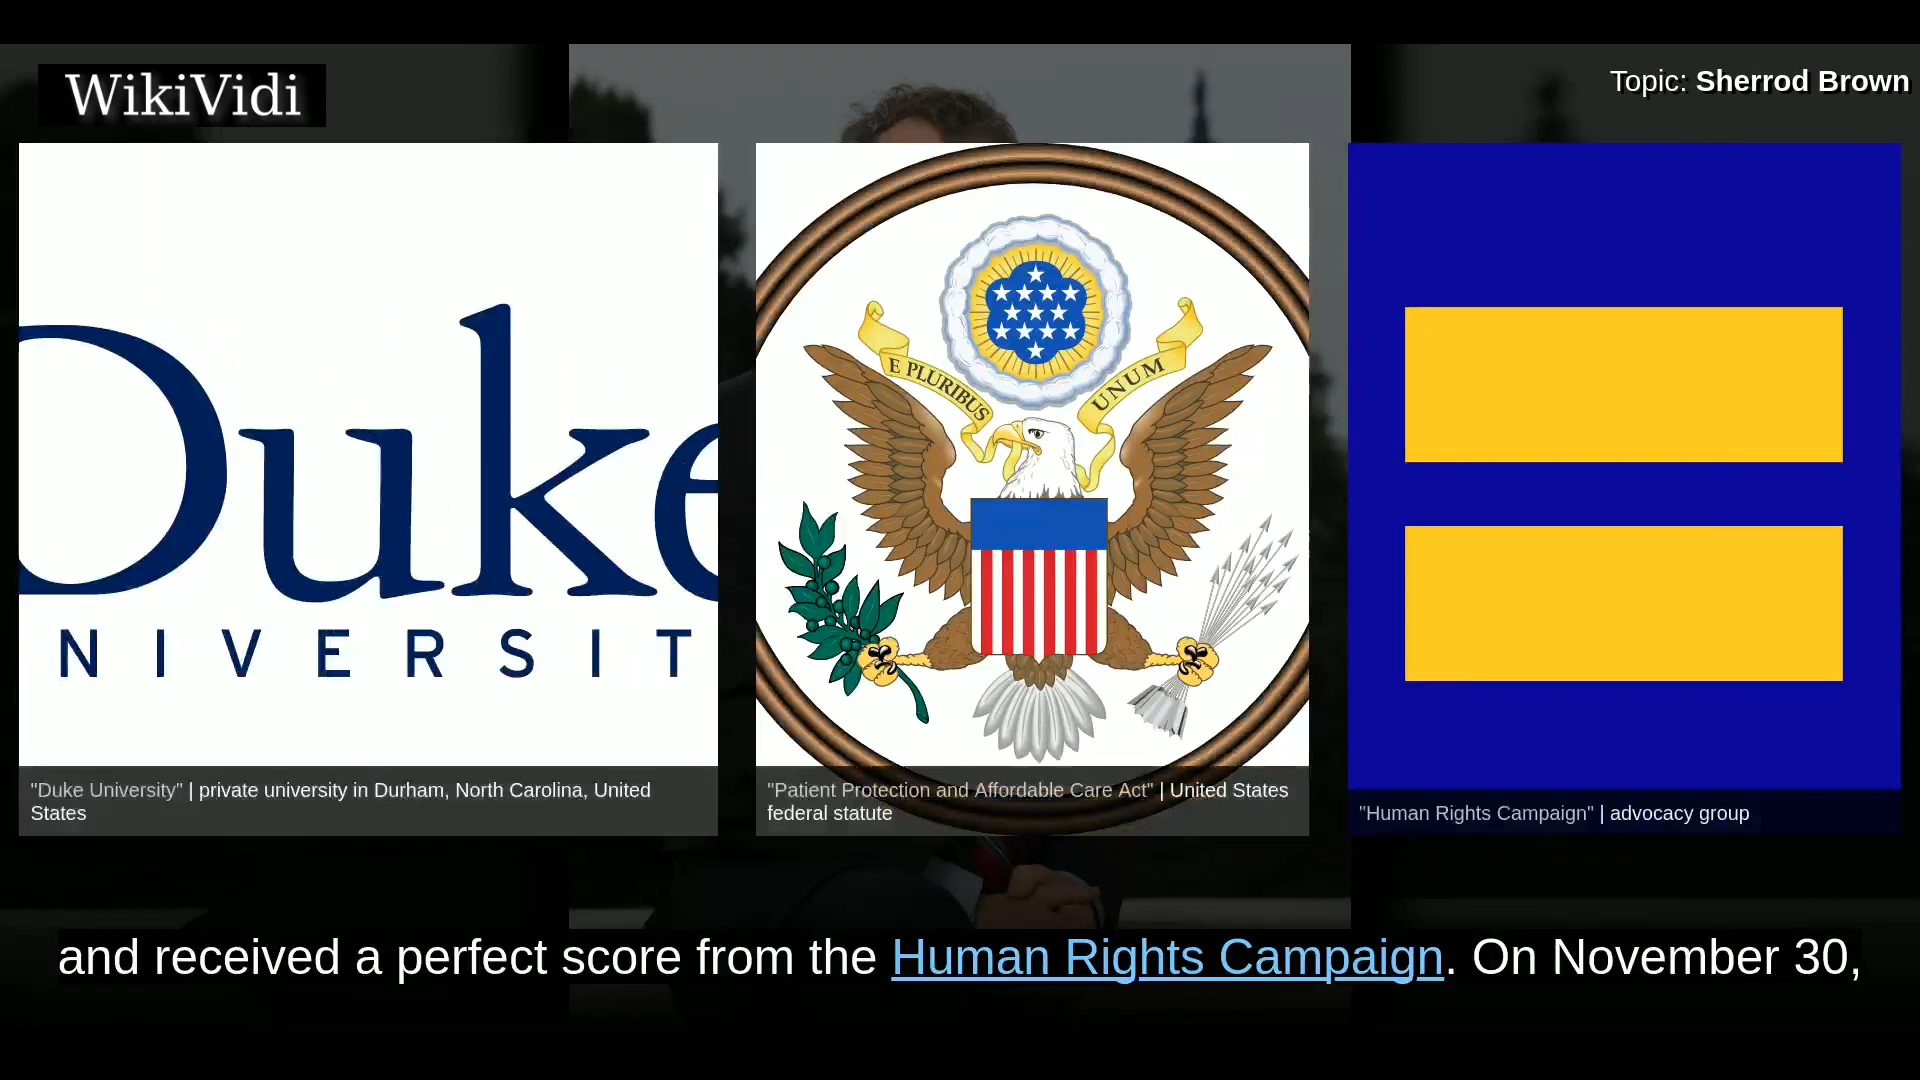 WikiVidi
Topic: Sherrod Brown
Duke
NIVERSIT
E PLURIBUS UNUM
"Duke University" | private university in Durham, North Carolina, United
States
"Patient Protection and Affordable Care Act" | United States
federal statute
"Human Rights Campaign" | advocacy group
and received a perfect score from the Human Rights Campaign. On November 30,